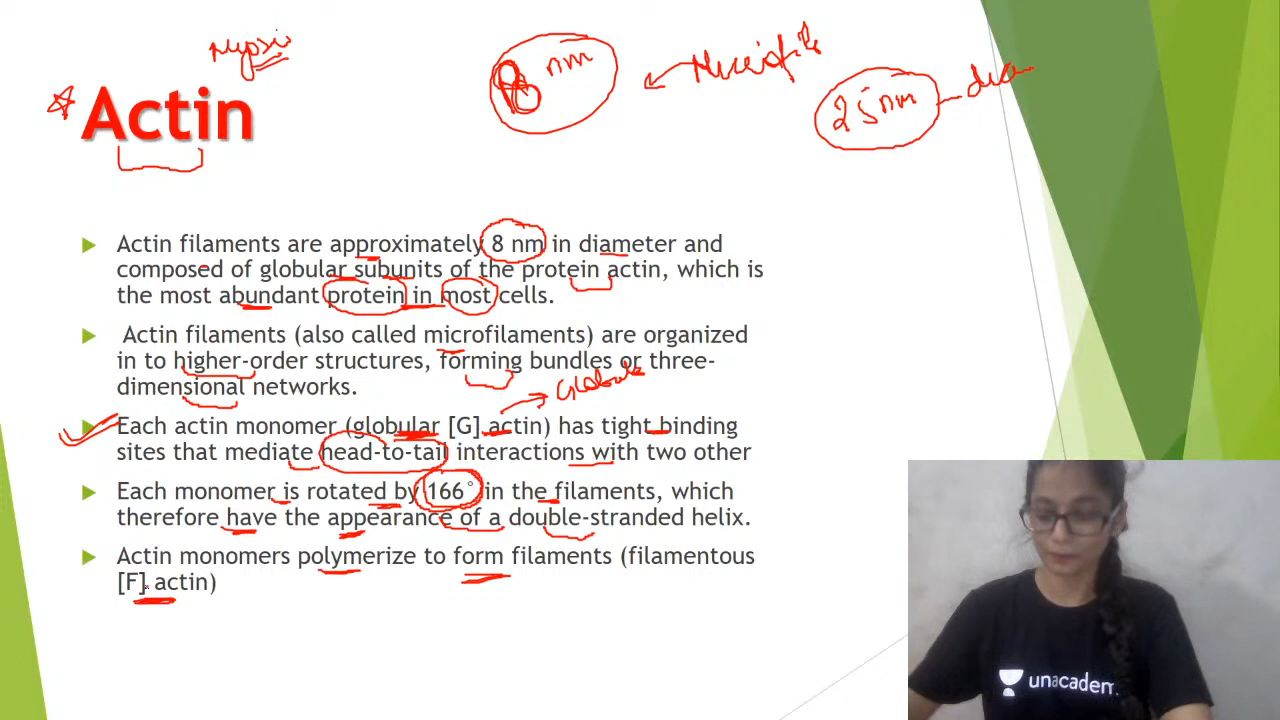 8 nm
25 nm
Actin
Actin filaments are approximately 8 nm in diameter and
composed of globular subunits of the protein actin, which is
the most abundant protein in most cells.
Actin filaments (also called microfilaments) are organized
in to higher-order structures, forming bundles or three-
dimensional networks.
Each actin monomer (globular [G] actin) has tight binding
sites that mediate head-to-tail interactions with two other
Each monomer is rotated by 166° in the filaments, which
therefore have the appearance of a double-stranded helix.
Actin monomers polymerize to form filaments (filamentous
[F] actin)